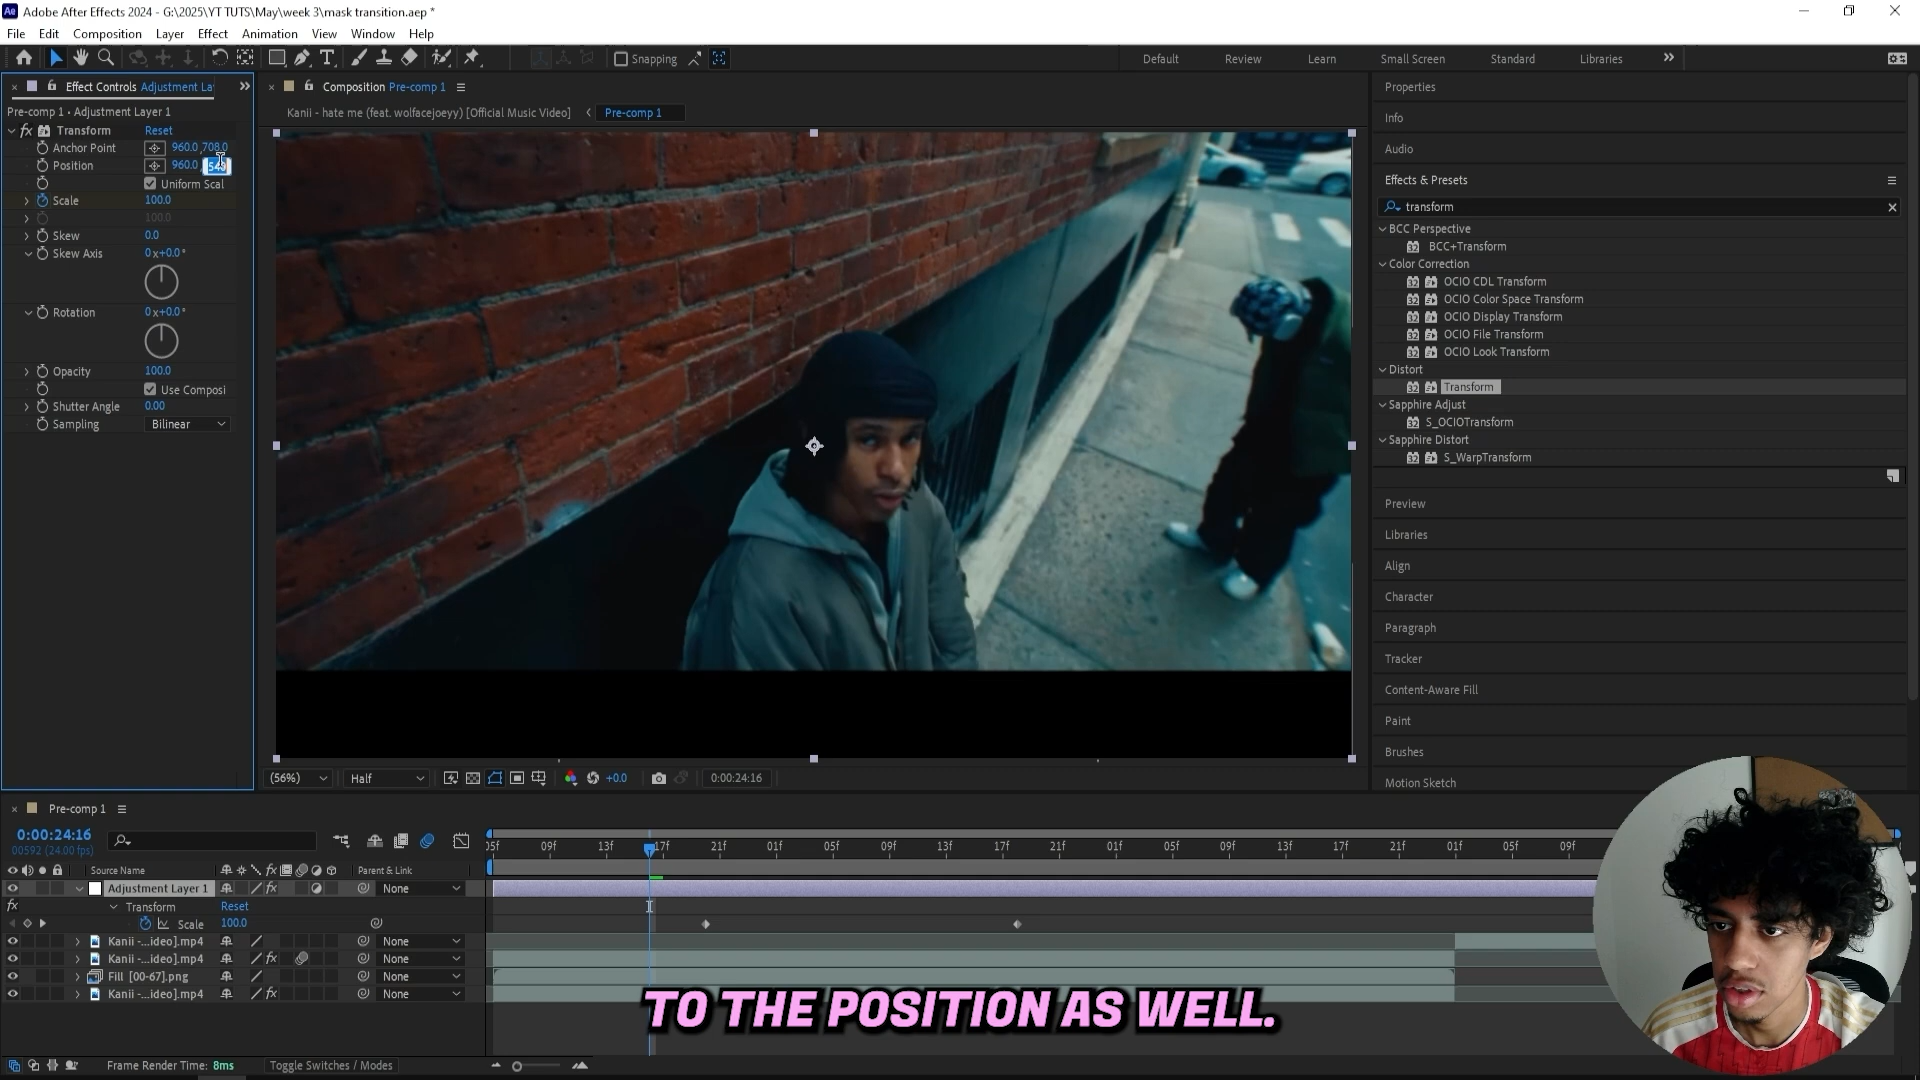 Adobe After Effects 2024 - G:\2025\YT TUTS\May\week 3\mask transition.aep *
File Edit Composition Layer Effect Animation View Window Help
Snapping
Default Review Learn Small Screen Standard Libraries
Effect Controls Adjustment La
Composition Pre-comp 1
Pre-comp 1 • Adjustment Layer 1
Kanii - hate me (feat. wolfacejoeyy) [Official Music Video] Pre-comp 1
fx Transform Reset
Anchor Point 960.0,708.0
Position 960.0,
Uniform Scal
Scale 100.0
100.0
Skew 0.0
Skew Axis 0x+0.0°
Rotation 0x+0.0°
Opacity 100.0
Use Composi
Shutter Angle 0.00
Sampling Bilinear
Properties
Info
Audio
Effects & Presets
transform
BCC Perspective
BCC+Transform
Color Correction
OCIO CDL Transform
OCIO Color Space Transform
OCIO Display Transform
OCIO File Transform
OCIO Look Transform
Distort
Transform
Sapphire Adjust
S_OCIOTransform
Sapphire Distort
S_WarpTransform
Preview
Libraries
Align
Character
Paragraph
Tracker
Content-Aware Fill
Paint
Brushes
Motion Sketch
(56%) Half +0.0 0:00:24:16
Pre-comp 1
0:00:24:16
00592 (24.00 fps)
05f 09f 13f 17f 21f 01f 05f 09f 13f 17f 21f 01f 05f 09f
Source Name Parent & Link
Adjustment Layer 1 None
fx Transform Reset
Scale 100.0
Kanii -...ideo].mp4 None
Kanii -...ideo].mp4 None
Fill [00-67].png None
Kanii -...ideo].mp4 None
TO THE POSITION AS WELL.
Frame Render Time: 8ms Toggle Switches / Modes